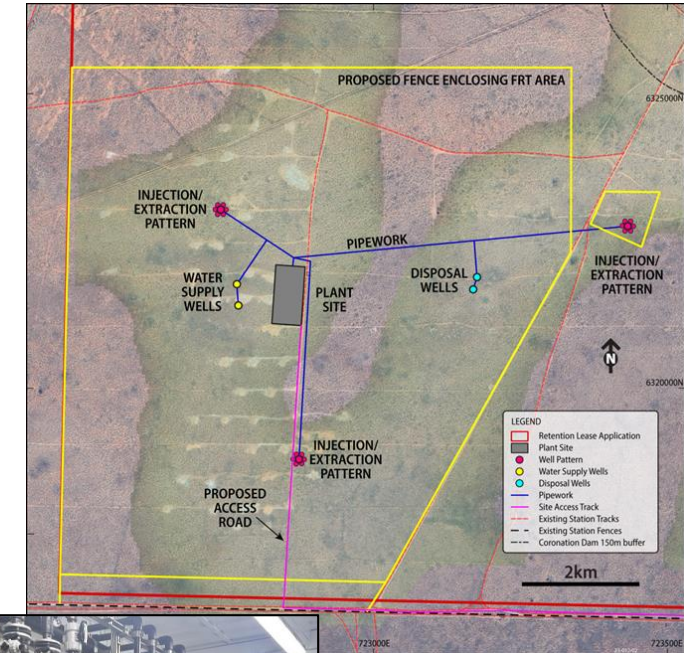 PROPOSED FENCE ENCLOSING FRT AREA
6325000N
INJECTION/
EXTRACTION
PATTERN
PIPEWORK
WATER
SUPPLY
WELLS
PLANT
SITE
DISPOSAL
WELLS
INJECTION/
EXTRACTION
PATTERN
N
6320000N
INJECTION/
EXTRACTION
PATTERN
PROPOSED
ACCESS
ROAD
LEGEND
Retention Lease Application
Plant Site
Well Pattern
Water Supply Wells
Disposal Wells
Pipework
Site Access Track
Existing Station Tracks
Existing Station Fences
Coronation Dam 150m buffer
2km
723000E
723500E